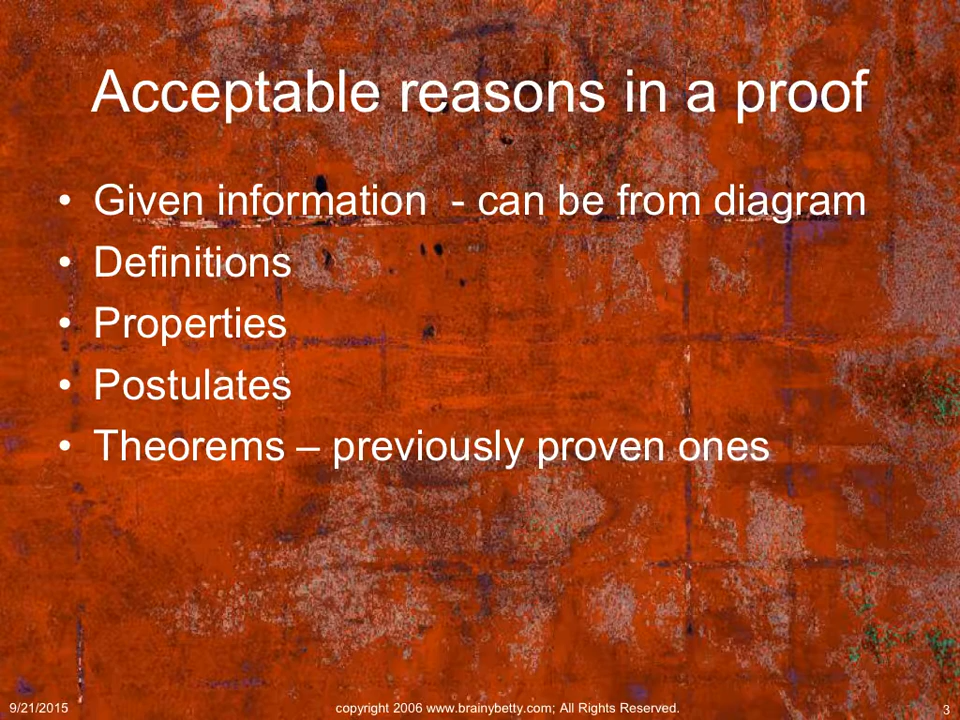 Acceptable reasons in a proof
• Given information - can be from diagram
• Definitions
• Properties
• Postulates
• Theorems – previously proven ones
9/21/2015 copyright 2006 www.brainybetty.com; All Rights Reserved. 3